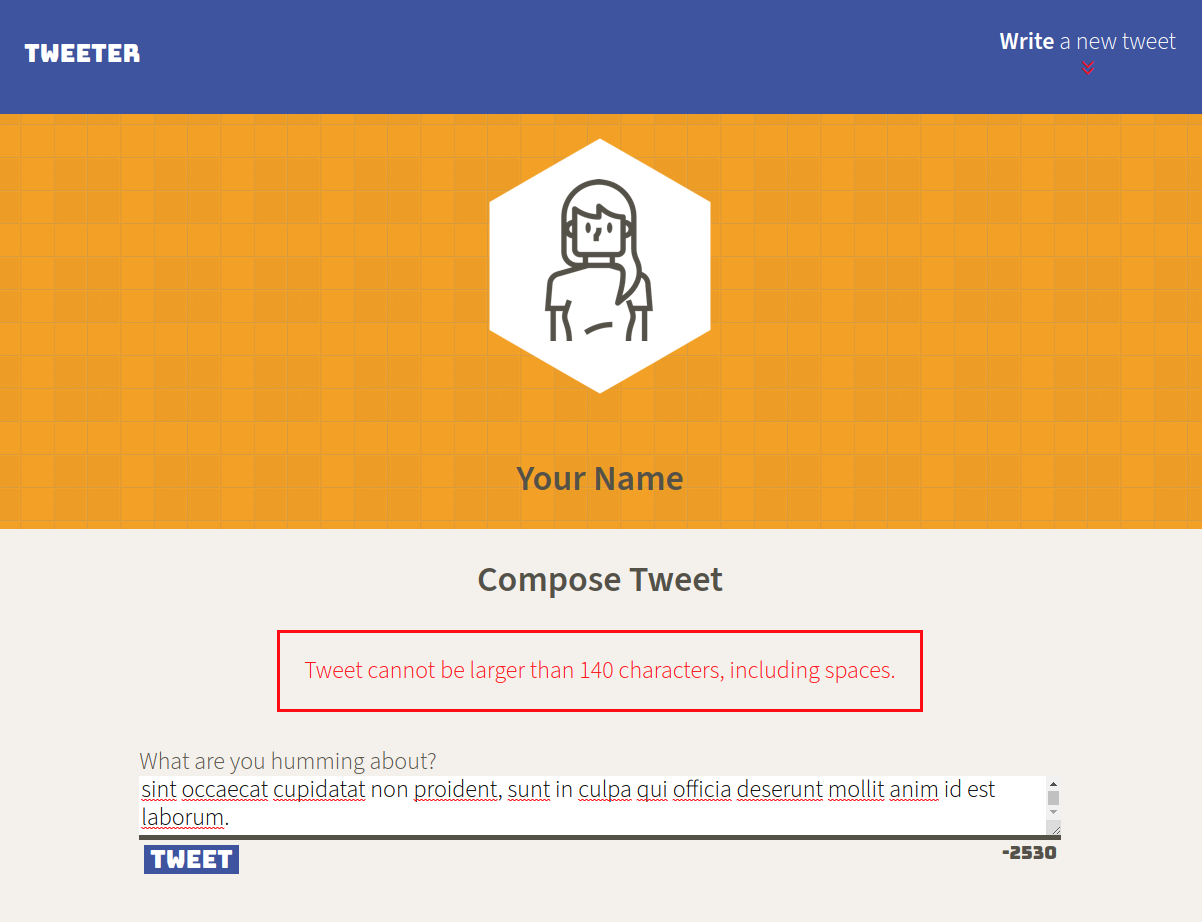 TWEETER
Write a new tweet
Your Name
Compose Tweet
Tweet cannot be larger than 140 characters, including spaces.
What are you humming about?
sint occaecat cupidatat non proident, sunt in culpa qui officia deserunt mollit anim id est
laborum.
TWEET
-2530